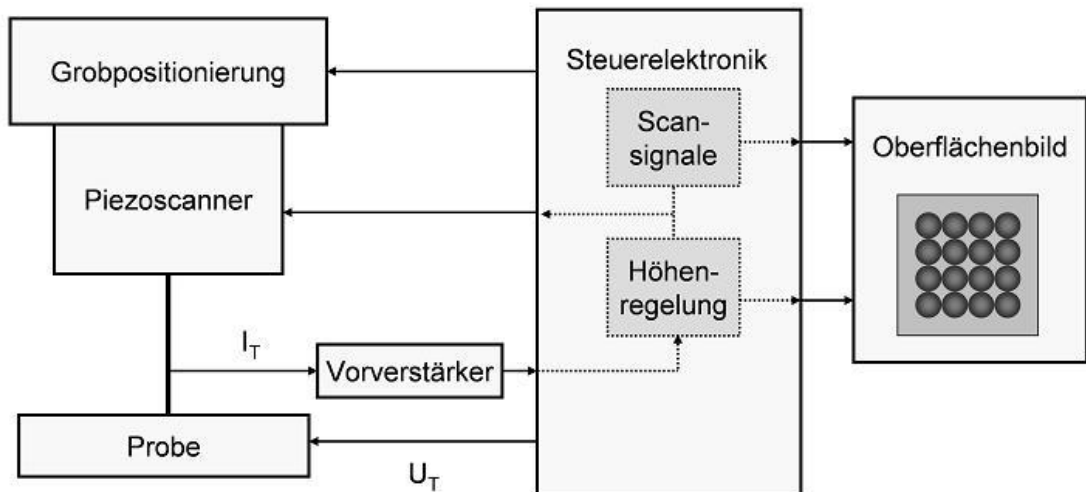 Grobpositionierung
Piezoscanner
I_T
Vorverstärker
Probe
U_T
Steuerelektronik
Scan-
signale
Höhen-
regelung
Oberflächenbild